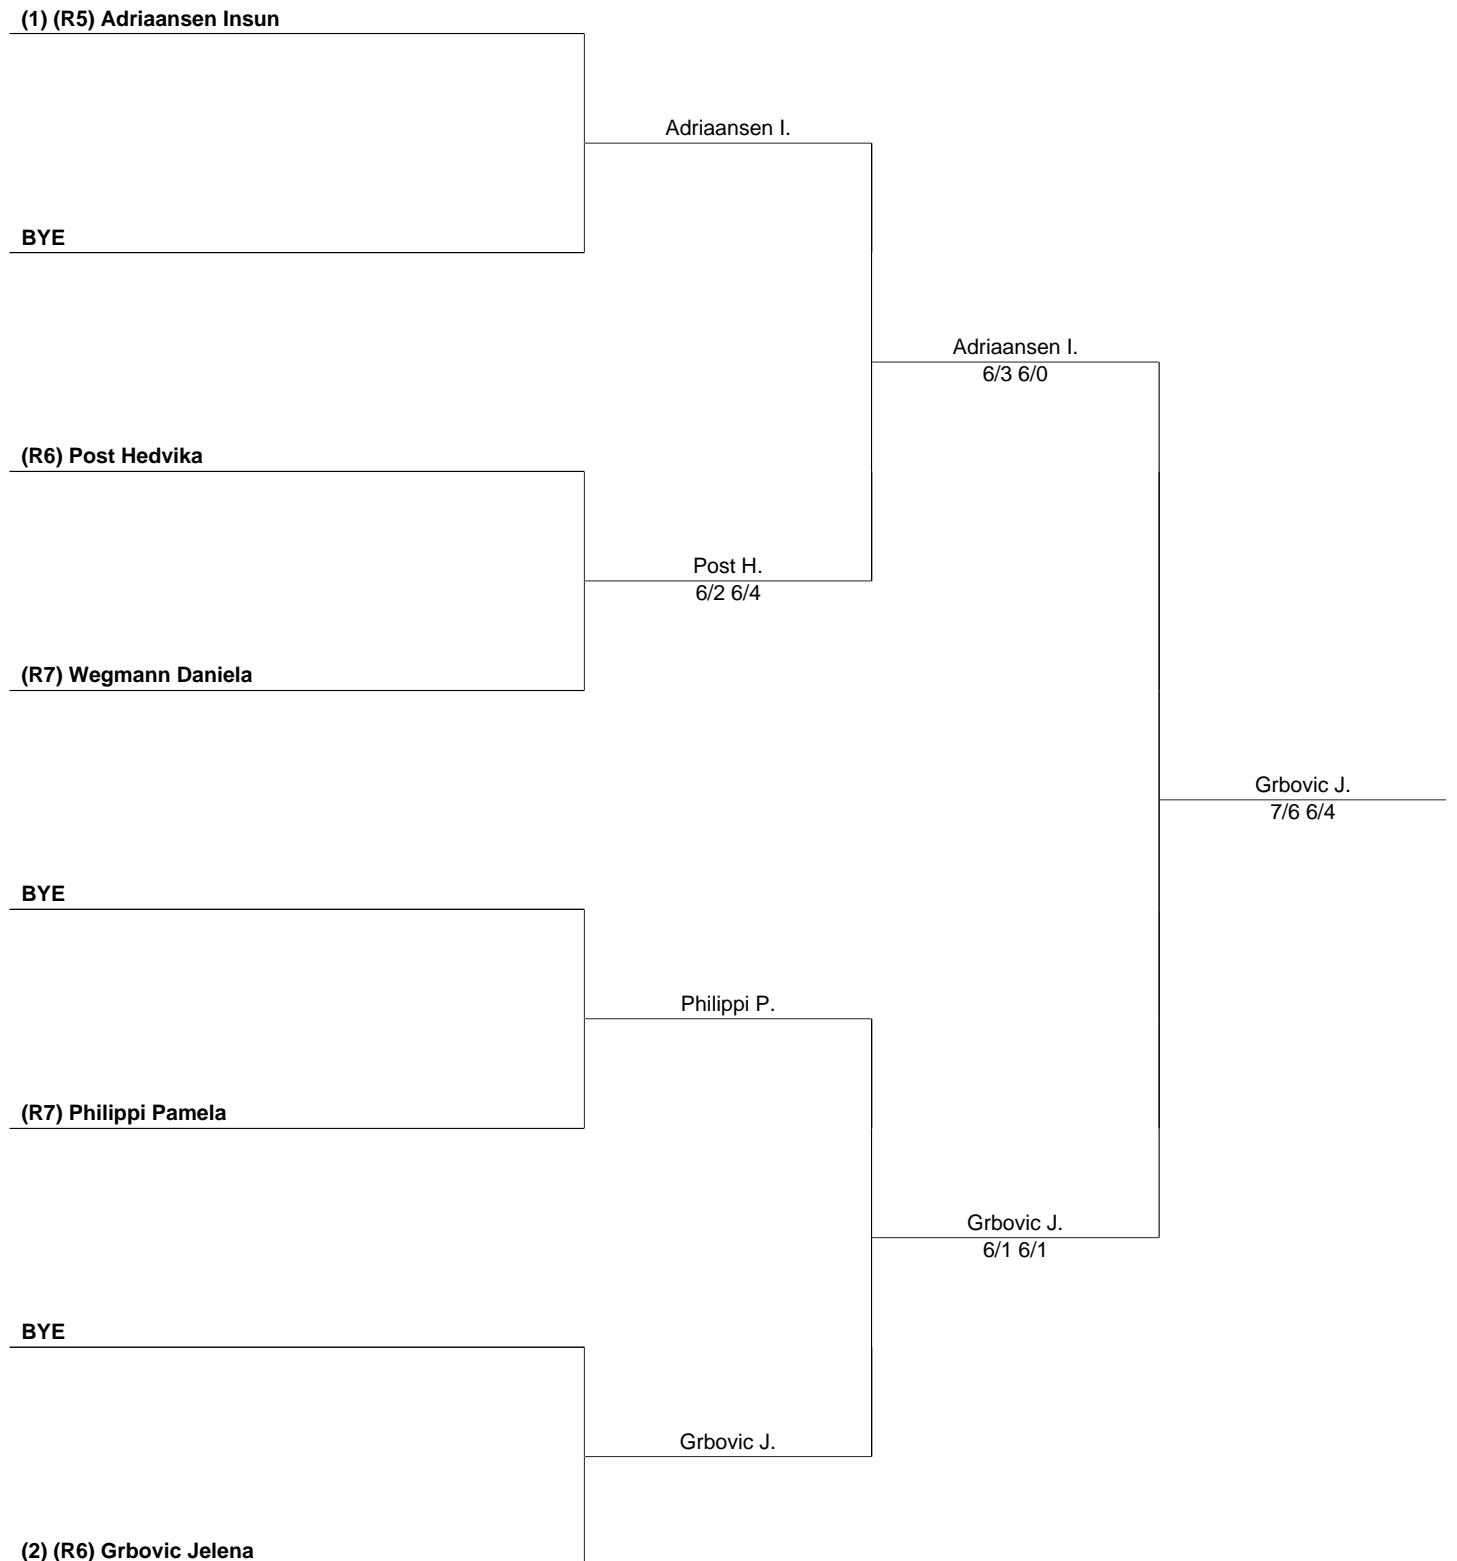 (1) (R5) Adriaansen Insun
Adriaansen I.
BYE
Adriaansen I.
6/3 6/0
(R6) Post Hedvika
Post H.
6/2 6/4
(R7) Wegmann Daniela
Grbovic J.
7/6 6/4
BYE
Philippi P.
(R7) Philippi Pamela
Grbovic J.
6/1 6/1
BYE
Grbovic J.
(2) (R6) Grbovic Jelena